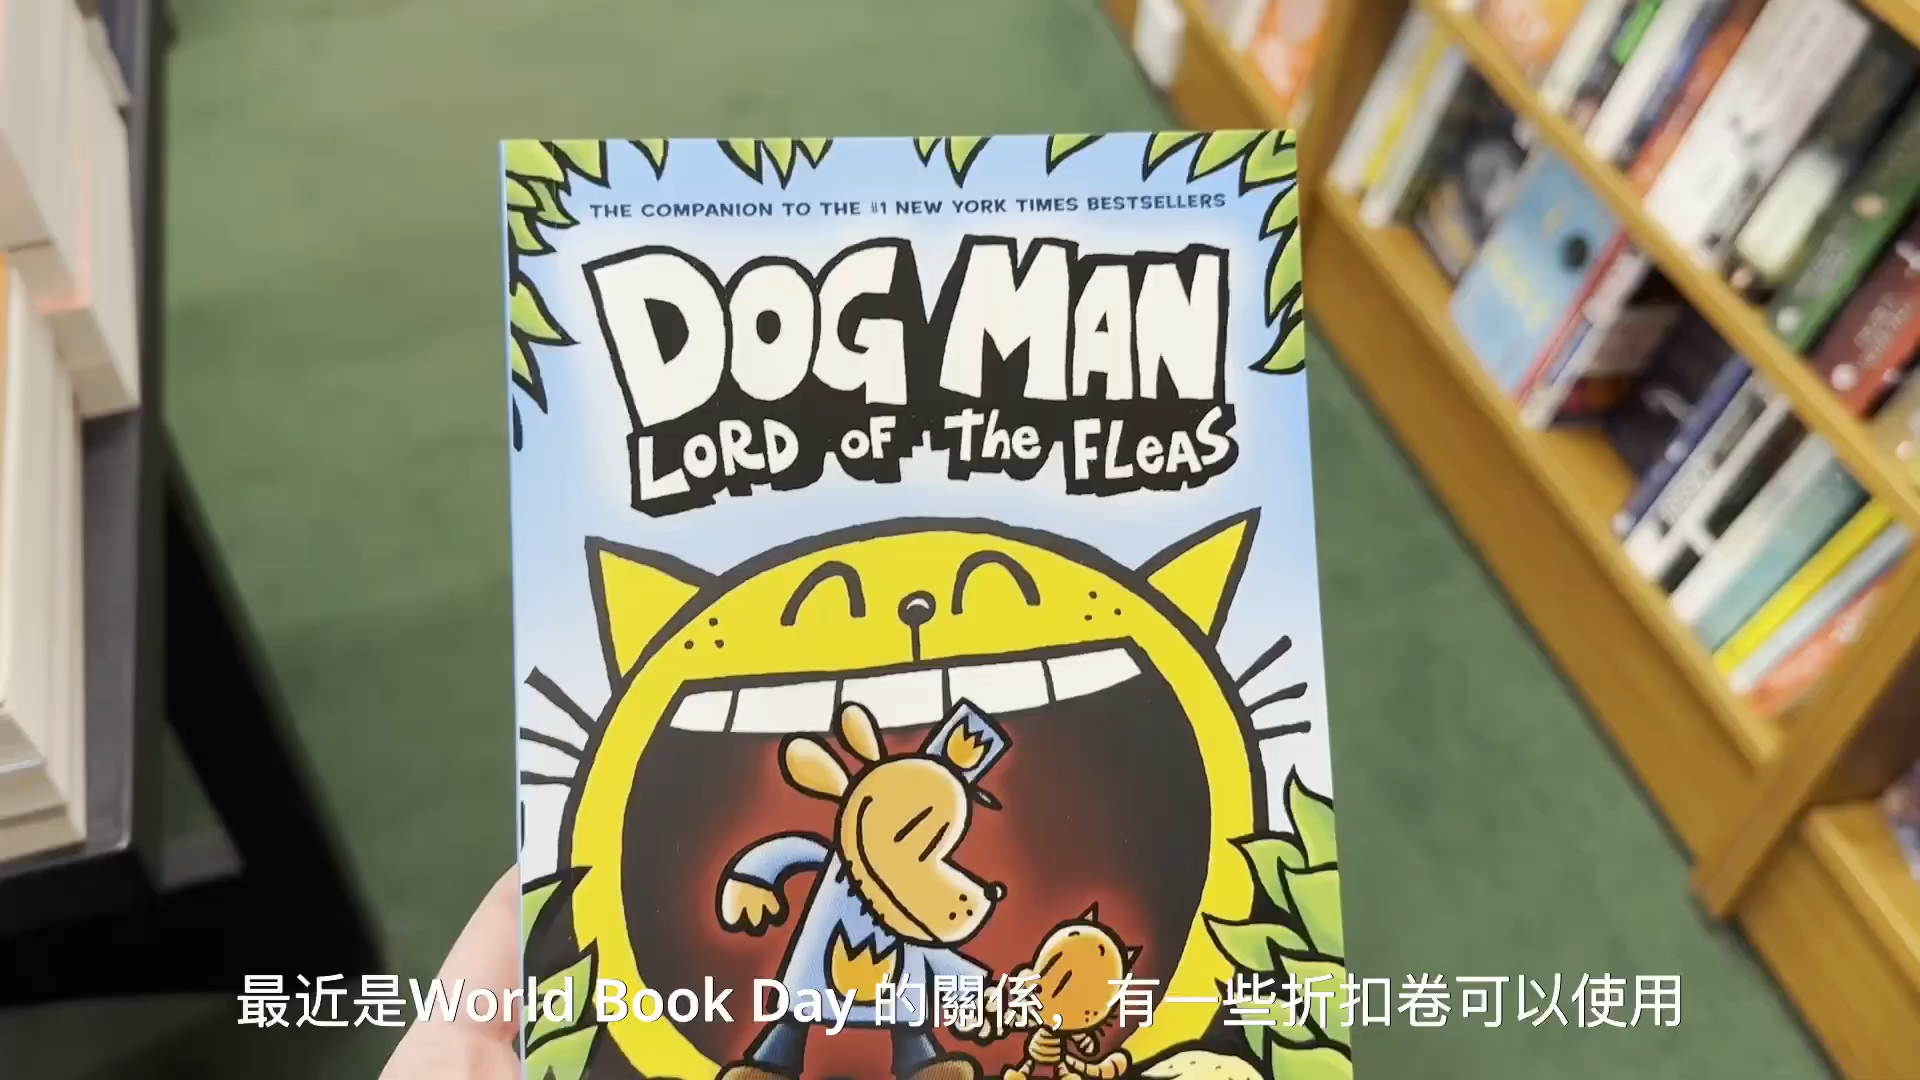 THE COMPANION TO THE #1 NEW YORK TIMES BESTSELLERS
DOG MAN
LORD OF The FLeAS
最近是World Book Day 的關係，有一些折扣卷可以使用